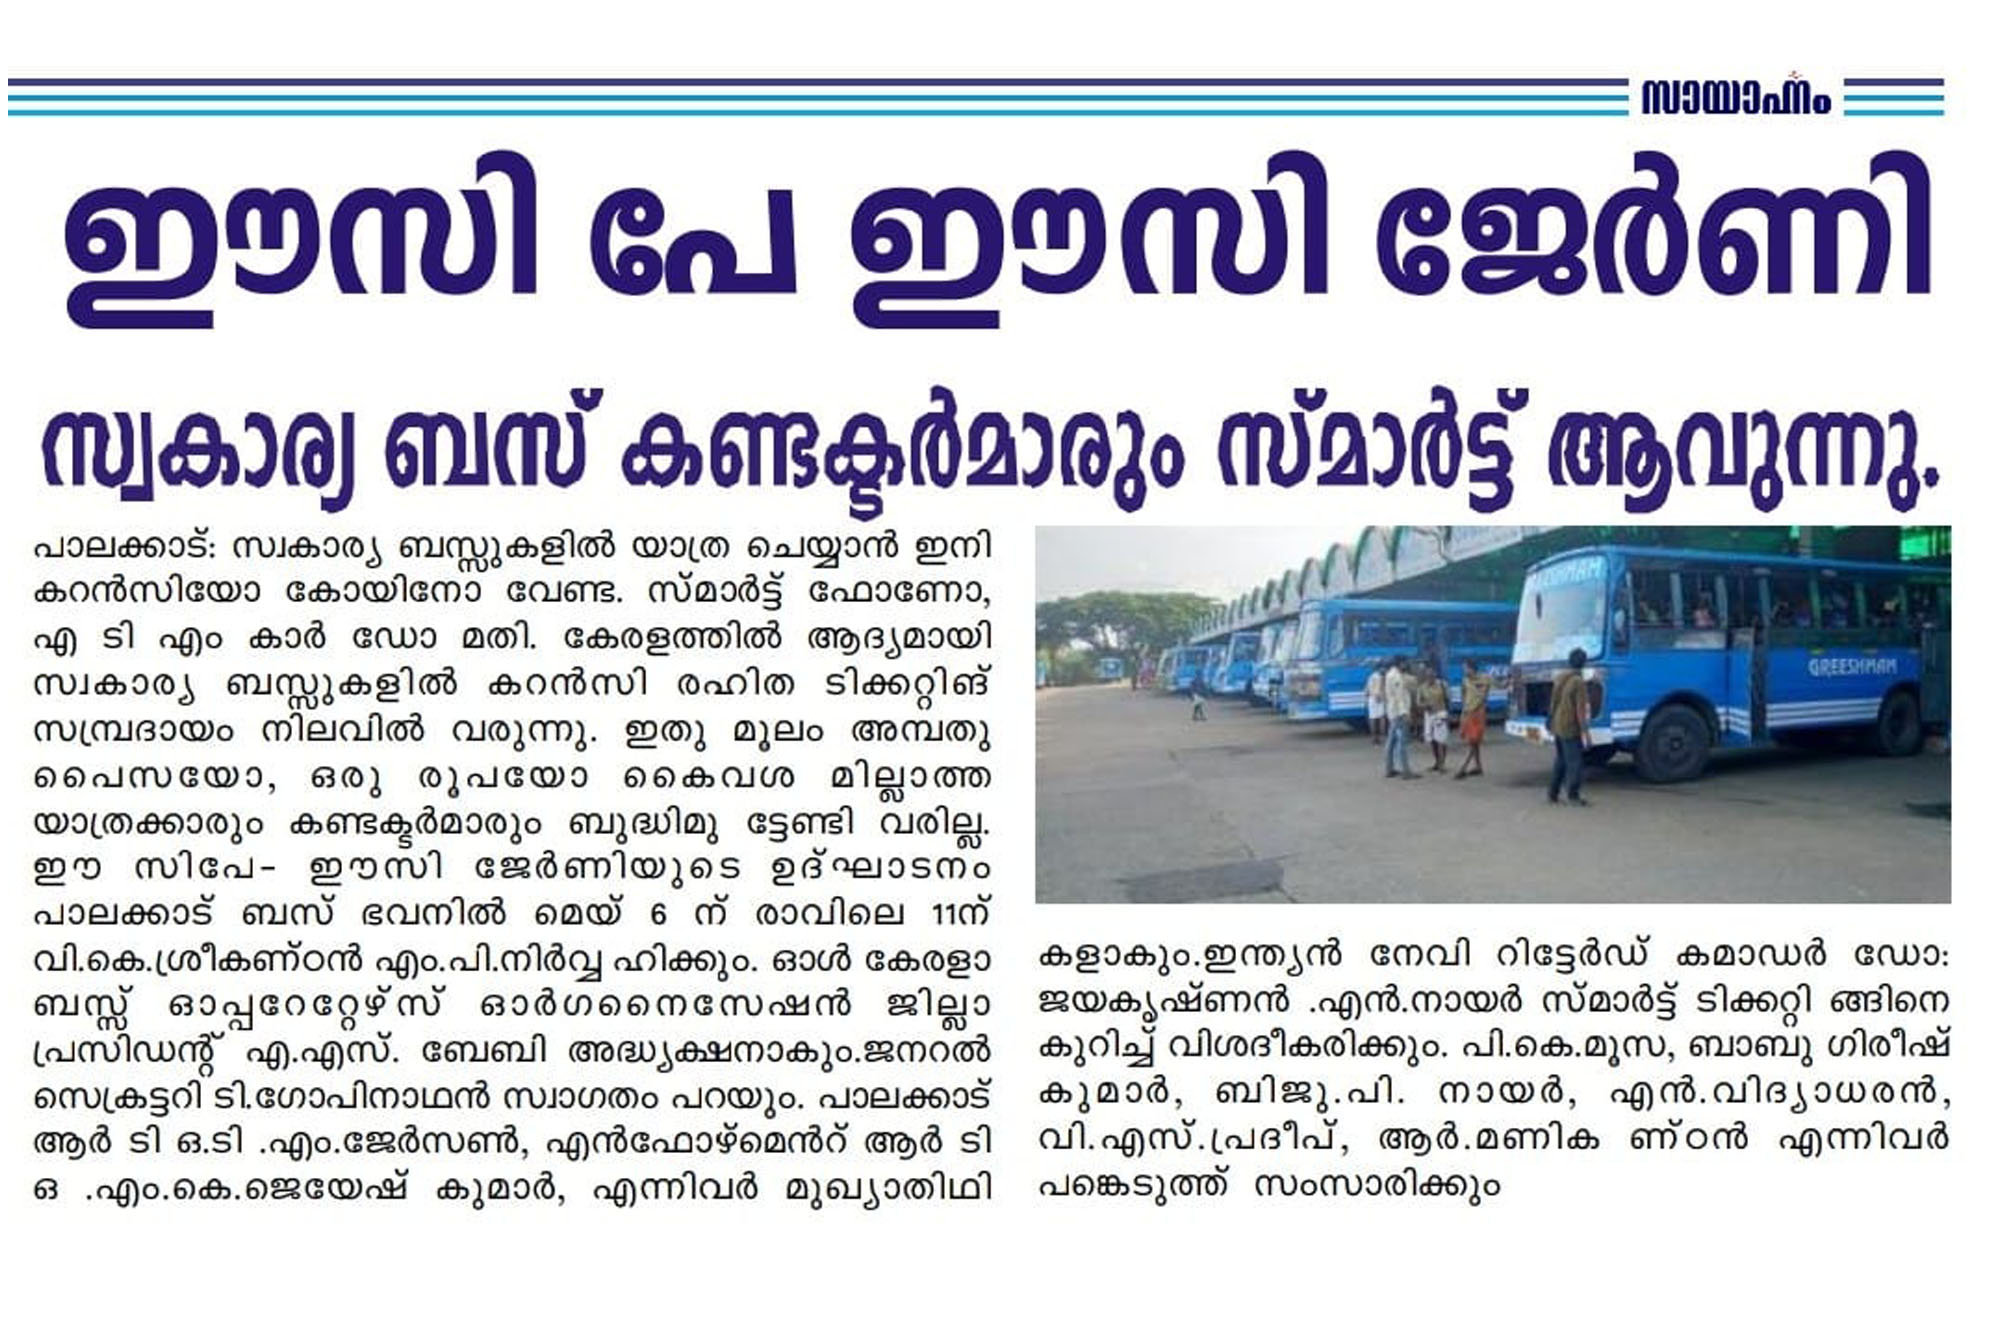 സായാഹ്നം
ഈസി പേ ഈസി ജേർണി
സ്വകാര്യ ബസ് കണ്ടക്ടർമാരും സ്മാർട്ട് ആവുന്നു.
പാലക്കാട്: സ്വകാര്യ ബസ്സുകളിൽ യാത്ര ചെയ്യാൻ ഇനി
കറൻസിയോ കോയിനോ വേണ്ട. സ്മാർട്ട് ഫോണോ,
എ ടി എം കാർ ഡോ മതി. കേരളത്തിൽ ആദ്യമായി
സ്വകാര്യ ബസ്സുകളിൽ കറൻസി രഹിത ടിക്കറ്റിങ്
സമ്പ്രദായം നിലവിൽ വരുന്നു. ഇതു മൂലം അമ്പതു
പൈസയോ, ഒരു രൂപയോ കൈവശ മില്ലാത്ത
യാത്രക്കാരും കണ്ടക്ടർമാരും ബുദ്ധിമു ട്ടേണ്ടി വരില്ല.
ഈ സിപേ- ഈസി ജേർണിയുടെ ഉദ്ഘാടനം
പാലക്കാട് ബസ് ഭവനിൽ മെയ് 6 ന് രാവിലെ 11ന്
വി.കെ.ശ്രീകണ്ഠൻ എം.പി.നിർവ്വ ഹിക്കും. ഓൾ കേരളാ
ബസ്സ് ഓപ്പറേറ്റേഴ്സ് ഓർഗനൈസേഷൻ ജില്ലാ
പ്രസിഡന്റ് എ.എസ്. ബേബി അദ്ധ്യക്ഷനാകും.ജനറൽ
സെക്രട്ടറി ടി.ഗോപിനാഥൻ സ്വാഗതം പറയും. പാലക്കാട്
ആർ ടി ഒ.ടി .എം.ജേർസൺ, എൻഫോഴ്മെൻറ് ആർ ടി
ഒ .എം.കെ.ജെയേഷ് കുമാർ, എന്നിവർ മുഖ്യാതിഥി
GREESHMAM
GREESHMAM
കളാകും.ഇന്ത്യൻ നേവി റിട്ടേർഡ് കമാഡർ ഡോ:
ജയകൃഷ്ണൻ .എൻ.നായർ സ്മാർട്ട് ടിക്കറ്റി ങ്ങിനെ
കുറിച്ച് വിശദീകരിക്കും. പി.കെ.മൂസ, ബാബു ഗിരീഷ്
കുമാർ, ബിജു.പി. നായർ, എൻ.വിദ്യാധരൻ,
വി.എസ്.പ്രദീപ്, ആർ.മണിക ണ്ഠൻ എന്നിവർ
പങ്കെടുത്ത് സംസാരിക്കും